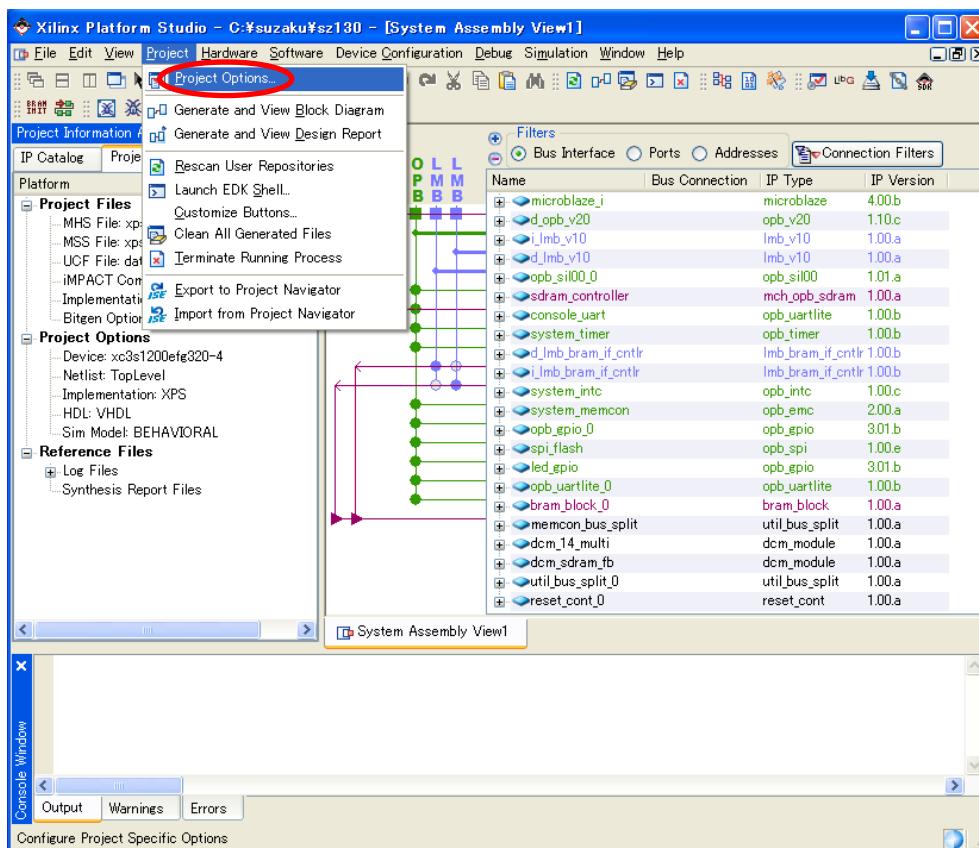 Xilinx Platform Studio - C:¥suzaku¥sz130 - [System Assembly View1]
File Edit View Project Hardware Software Device Configuration Debug Simulation Window Help
Project Options...
Generate and View Block Diagram
Generate and View Design Report
Rescan User Repositories
Launch EDK Shell...
Customize Buttons...
Clean All Generated Files
Terminate Running Process
Export to Project Navigator
Import from Project Navigator
Project Information
IP Catalog
Platform
Project Files
MHS File:
MSS File:
UCF File:
iMPACT
Bitgen
Project Options
Device: xc3s1200efg320-4
Netlist: TopLevel
Implementation: XPS
HDL: VHDL
Sim Model: BEHAVIORAL
Reference Files
Log Files
Synthesis Report Files
OPB LMB LMB
Filters
Bus Interface Ports Addresses Connection Filters
Name Bus Connection IP Type IP Version
microblaze_i microblaze 4.00.b
d_opb_v20 opb_v20 1.10.c
i_lmb_v10 lmb_v10 1.00.a
d_lmb_v10 lmb_v10 1.00.a
opb_sil00_0 opb_sil00 1.01.a
sdram_controller mch_opb_sdram 1.00.a
console_uart opb_uartlite 1.00.b
system_timer opb_timer 1.00.b
d_lmb_bram_if_cntlr lmb_bram_if_cntlr 1.00.b
i_lmb_bram_if_cntlr lmb_bram_if_cntlr 1.00.b
system_intc opb_intc 1.00.c
system_memcon opb_emc 2.00.a
opb_gpio_0 opb_gpio 3.01.b
spi_flash opb_spi 1.00.e
led_gpio opb_gpio 3.01.b
opb_uartlite_0 opb_uartlite 1.00.b
bram_block_0 bram_block 1.00.a
memcon_bus_split util_bus_split 1.00.a
dcm_14_multi dcm_module 1.00.a
dcm_sdram_fb dcm_module 1.00.a
util_bus_split_0 util_bus_split 1.00.a
reset_cont_0 reset_cont 1.00.a
System Assembly View1
Console Window
Output Warnings Errors
Configure Project Specific Options